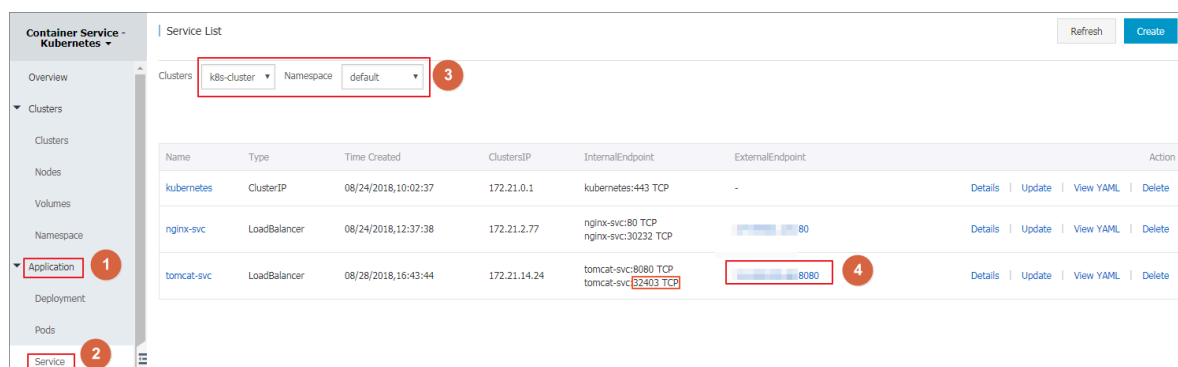 Container Service -
Kubernetes
Overview
Clusters
Clusters
Nodes
Volumes
Namespace
Application 1
Deployment
Pods
Service 2
Service List
Refresh Create
Clusters k8s-cluster Namespace default 3
Name Type Time Created ClustersIP InternalEndpoint ExternalEndpoint Action
kubernetes ClusterIP 08/24/2018,10:02:37 172.21.0.1 kubernetes:443 TCP - Details | Update | View YAML | Delete
nginx-svc LoadBalancer 08/24/2018,12:37:38 172.21.2.77 nginx-svc:80 TCP 80 Details | Update | View YAML | Delete
nginx-svc:30232 TCP
tomcat-svc LoadBalancer 08/28/2018,16:43:44 172.21.14.24 tomcat-svc:8080 TCP :8080 4 Details | Update | View YAML | Delete
tomcat-svc:32403 TCP